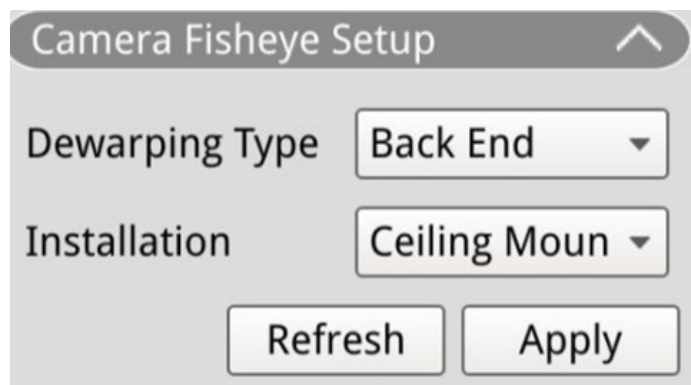 Camera Fisheye Setup
Dewarping Type Back End
Installation Ceiling Moun
Refresh Apply